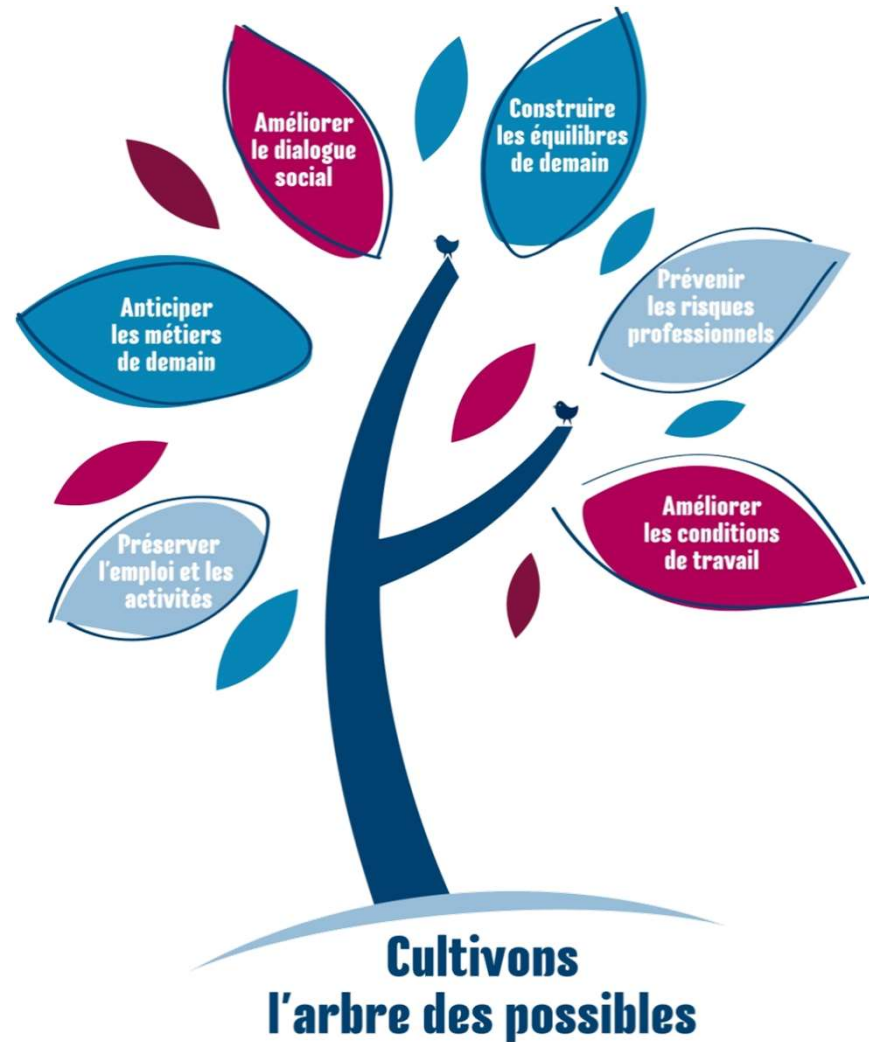 Améliorer
le dialogue
social
Construire
les équilibres
de demain
Anticiper
les métiers
de demain
Prévenir
les risques
professionnels
Préserver
l'emploi et les
activités
Améliorer
les conditions
de travail
Cultivons
l'arbre des possibles